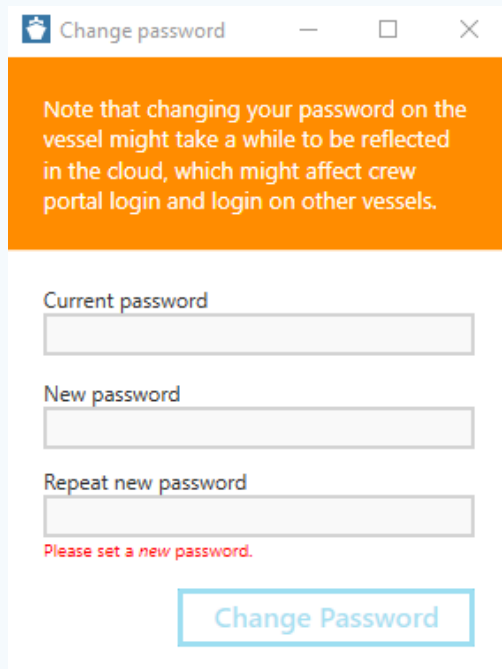 Change password
Note that changing your password on the
vessel might take a while to be reflected
in the cloud, which might affect crew
portal login and login on other vessels.
Current password
New password
Repeat new password
Please set a new password.
Change Password